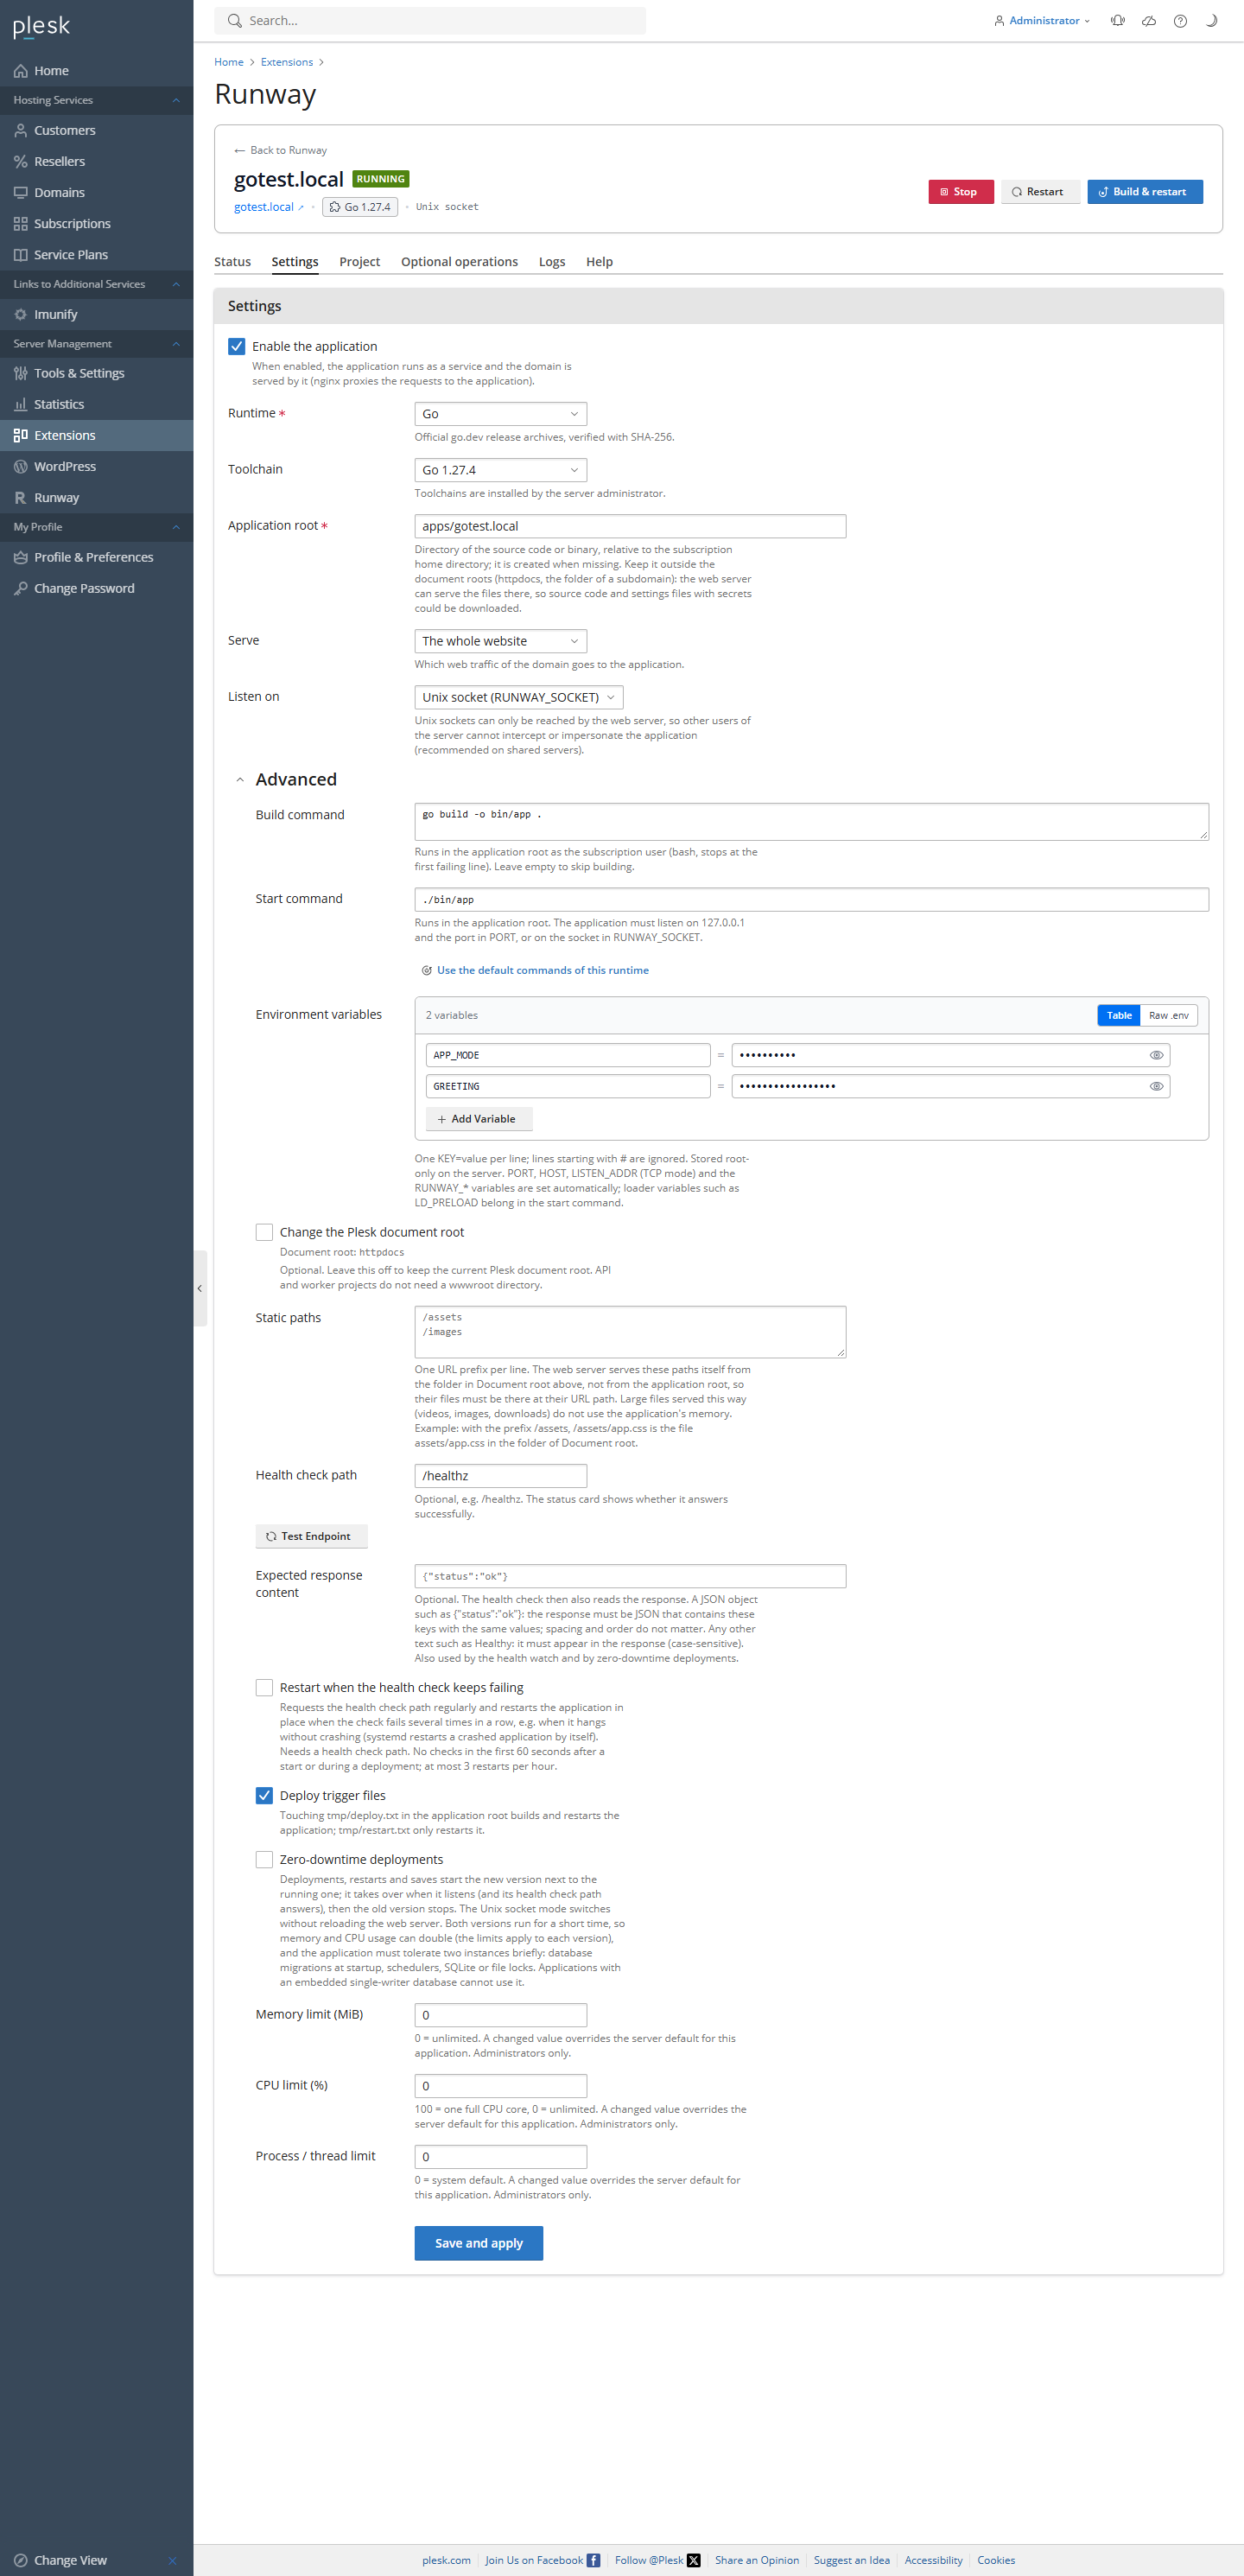 plesk
Search...
Administrator
Home
Hosting Services
Customers
Resellers
Domains
Subscriptions
Service Plans
Links to Additional Services
Imunify
Server Management
Tools & Settings
Statistics
Extensions
WordPress
Runway
My Profile
Profile & Preferences
Change Password
Home > Extensions >
Runway
← Back to Runway
gotest.local RUNNING
gotest.local ↗ · Go 1.27.4 · Unix socket
Stop
Restart
Build & restart
Status Settings Project Optional operations Logs Help
Settings
Enable the application
When enabled, the application runs as a service and the domain is
served by it (nginx proxies the requests to the application).
Runtime *
Go
Official go.dev release archives, verified with SHA-256.
Toolchain
Go 1.27.4
Toolchains are installed by the server administrator.
Application root *
apps/gotest.local
Directory of the source code or binary, relative to the subscription
home directory; it is created when missing. Keep it outside the
document roots (httpdocs, the folder of a subdomain): the web server
can serve the files there, so source code and settings files with secrets
could be downloaded.
Serve
The whole website
Which web traffic of the domain goes to the application.
Listen on
Unix socket (RUNWAY_SOCKET)
Unix sockets can only be reached by the web server, so other users of
the server cannot intercept or impersonate the application
(recommended on shared servers).
Advanced
Build command
go build -o bin/app .
Runs in the application root as the subscription user (bash, stops at the
first failing line). Leave empty to skip building.
Start command
./bin/app
Runs in the application root. The application must listen on 127.0.0.1
and the port in PORT, or on the socket in RUNWAY_SOCKET.
Use the default commands of this runtime
Environment variables
2 variables
Table Raw .env
APP_MODE = ••••••••••
GREETING = •••••••••••••••••
+ Add Variable
One KEY=value per line; lines starting with # are ignored. Stored root-
only on the server. PORT, HOST, LISTEN_ADDR (TCP mode) and the
RUNWAY_* variables are set automatically; loader variables such as
LD_PRELOAD belong in the start command.
Change the Plesk document root
Document root: httpdocs
Optional. Leave this off to keep the current Plesk document root. API
and worker projects do not need a wwwroot directory.
Static paths
/assets
/images
One URL prefix per line. The web server serves these paths itself from
the folder in Document root above, not from the application root, so
their files must be there at their URL path. Large files served this way
(videos, images, downloads) do not use the application's memory.
Example: with the prefix /assets, /assets/app.css is the file
assets/app.css in the folder of Document root.
Health check path
/healthz
Optional, e.g. /healthz. The status card shows whether it answers
successfully.
Test Endpoint
Expected response
content
{"status":"ok"}
Optional. The health check then also reads the response. A JSON object
such as {"status":"ok"}: the response must be JSON that contains these
keys with the same values; spacing and order do not matter. Any other
text such as Healthy: it must appear in the response (case-sensitive).
Also used by the health watch and by zero-downtime deployments.
Restart when the health check keeps failing
Requests the health check path regularly and restarts the application in
place when the check fails several times in a row, e.g. when it hangs
without crashing (systemd restarts a crashed application by itself).
Needs a health check path. No checks in the first 60 seconds after a
start or during a deployment; at most 3 restarts per hour.
Deploy trigger files
Touching tmp/deploy.txt in the application root builds and restarts the
application; tmp/restart.txt only restarts it.
Zero-downtime deployments
Deployments, restarts and saves start the new version next to the
running one; it takes over when it listens (and its health check path
answers), then the old version stops. The Unix socket mode switches
without reloading the web server. Both versions run for a short time, so
memory and CPU usage can double (the limits apply to each version),
and the application must tolerate two instances briefly: database
migrations at startup, schedulers, SQLite or file locks. Applications with
an embedded single-writer database cannot use it.
Memory limit (MiB)
0
0 = unlimited. A changed value overrides the server default for this
application. Administrators only.
CPU limit (%)
0
100 = one full CPU core, 0 = unlimited. A changed value overrides the
server default for this application. Administrators only.
Process / thread limit
0
0 = system default. A changed value overrides the server default for
this application. Administrators only.
Save and apply
Change View
plesk.com
Join Us on Facebook
Follow @Plesk
Share an Opinion
Suggest an Idea
Accessibility
Cookies